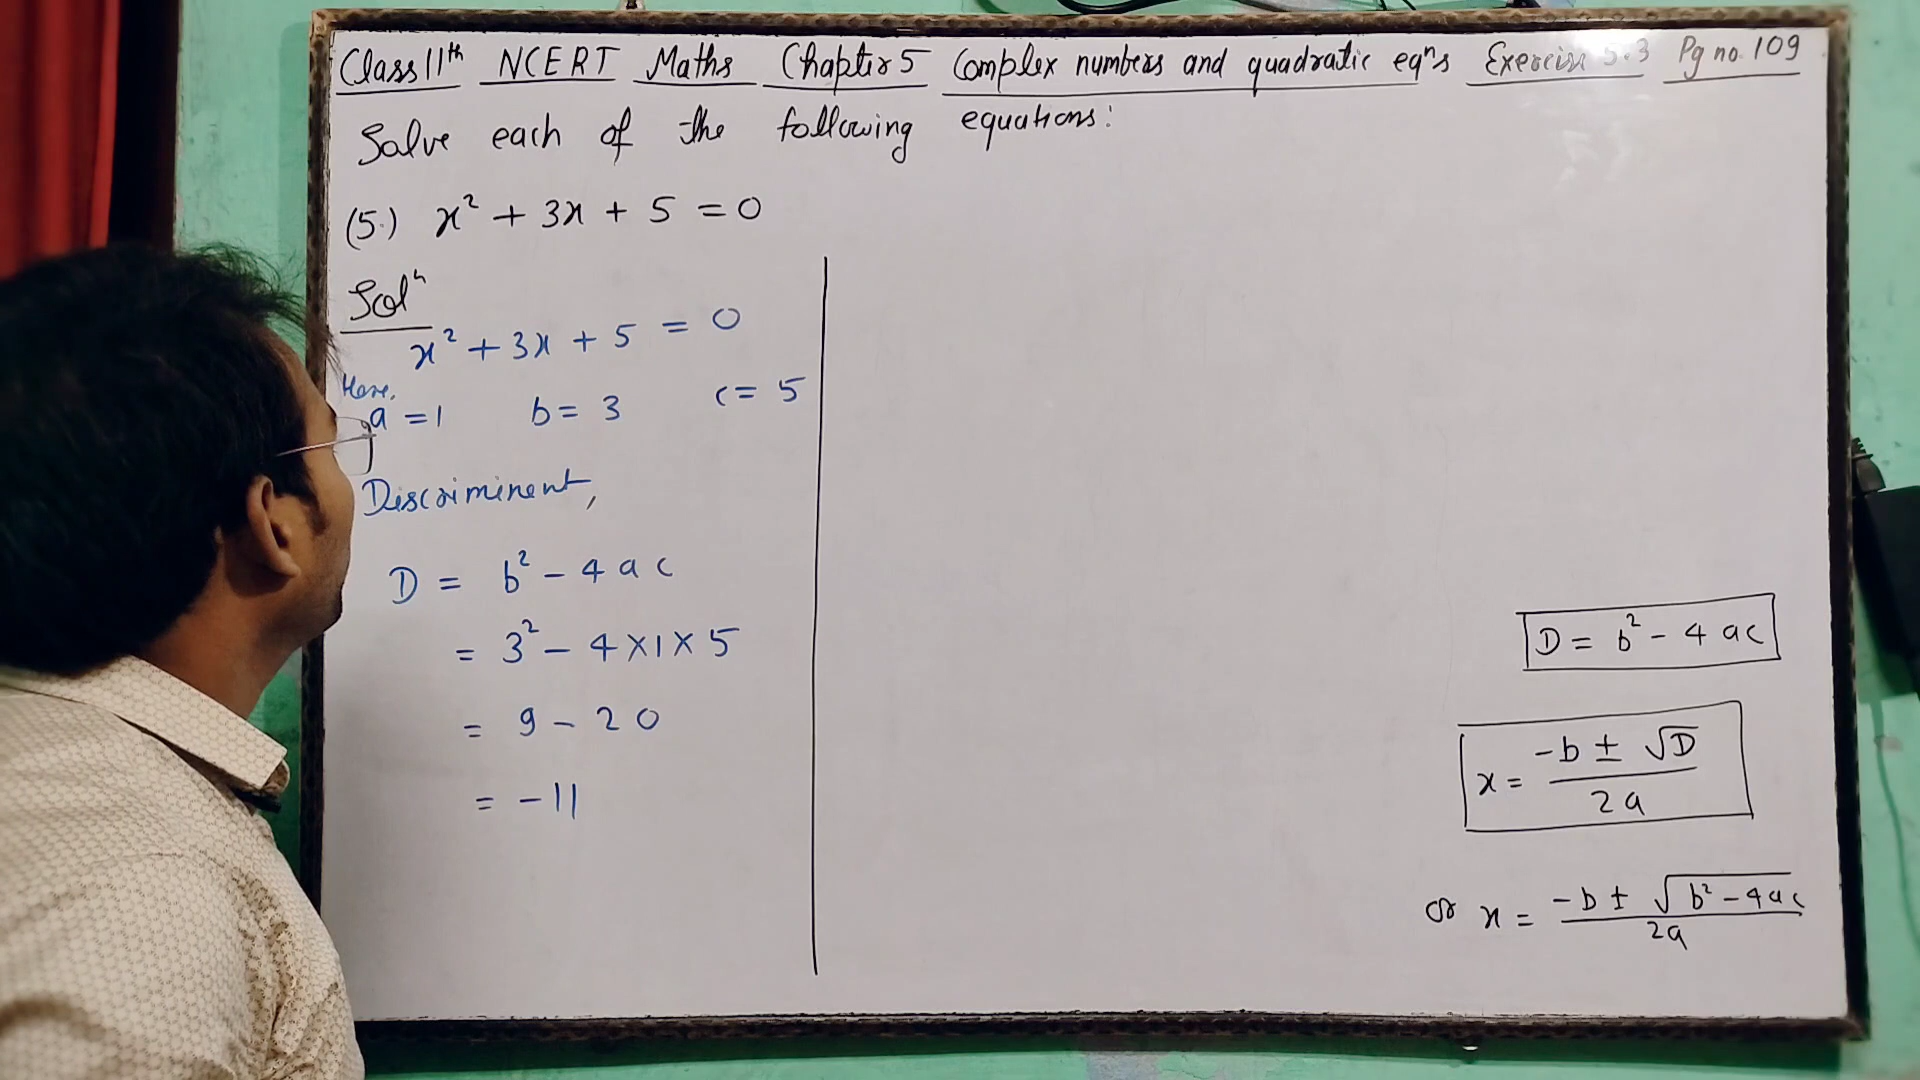 Class 11th NCERT Maths Chapter 5 Complex numbers and quadratic eqns Exercise 5.3 Pg no. 109
Solve each of the following equations:
(5.) x² + 3x + 5 = 0
Solⁿ
x² + 3x + 5 = 0
Here,
a = 1 b = 3 c = 5
Discriminent,
D = b² - 4ac
= 3² - 4×1×5
= 9 - 20
= -11
D = b² - 4ac
x = (-b ± √D) / 2a
or x = (-b ± √(b² - 4ac)) / 2a